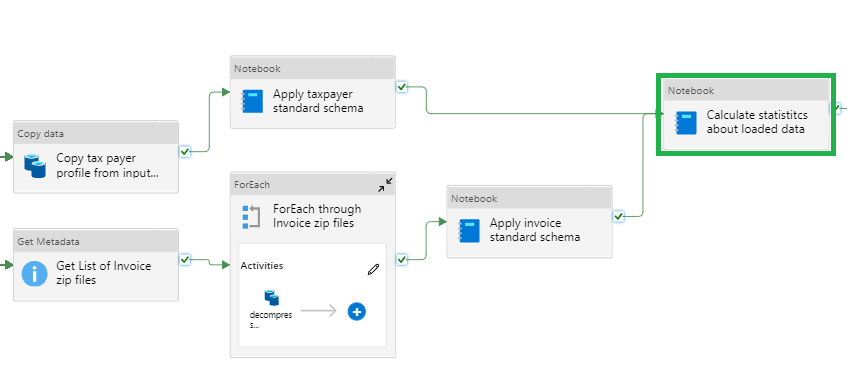 Notebook
Apply taxpayer
standard schema
Notebook
Calculate statistitcs
about loaded data
Copy data
Copy tax payer
profile from input...
ForEach
ForEach through
Invoice zip files
Activities
decompres
s...
Notebook
Apply invoice
standard schema
Get Metadata
Get List of Invoice
zip files